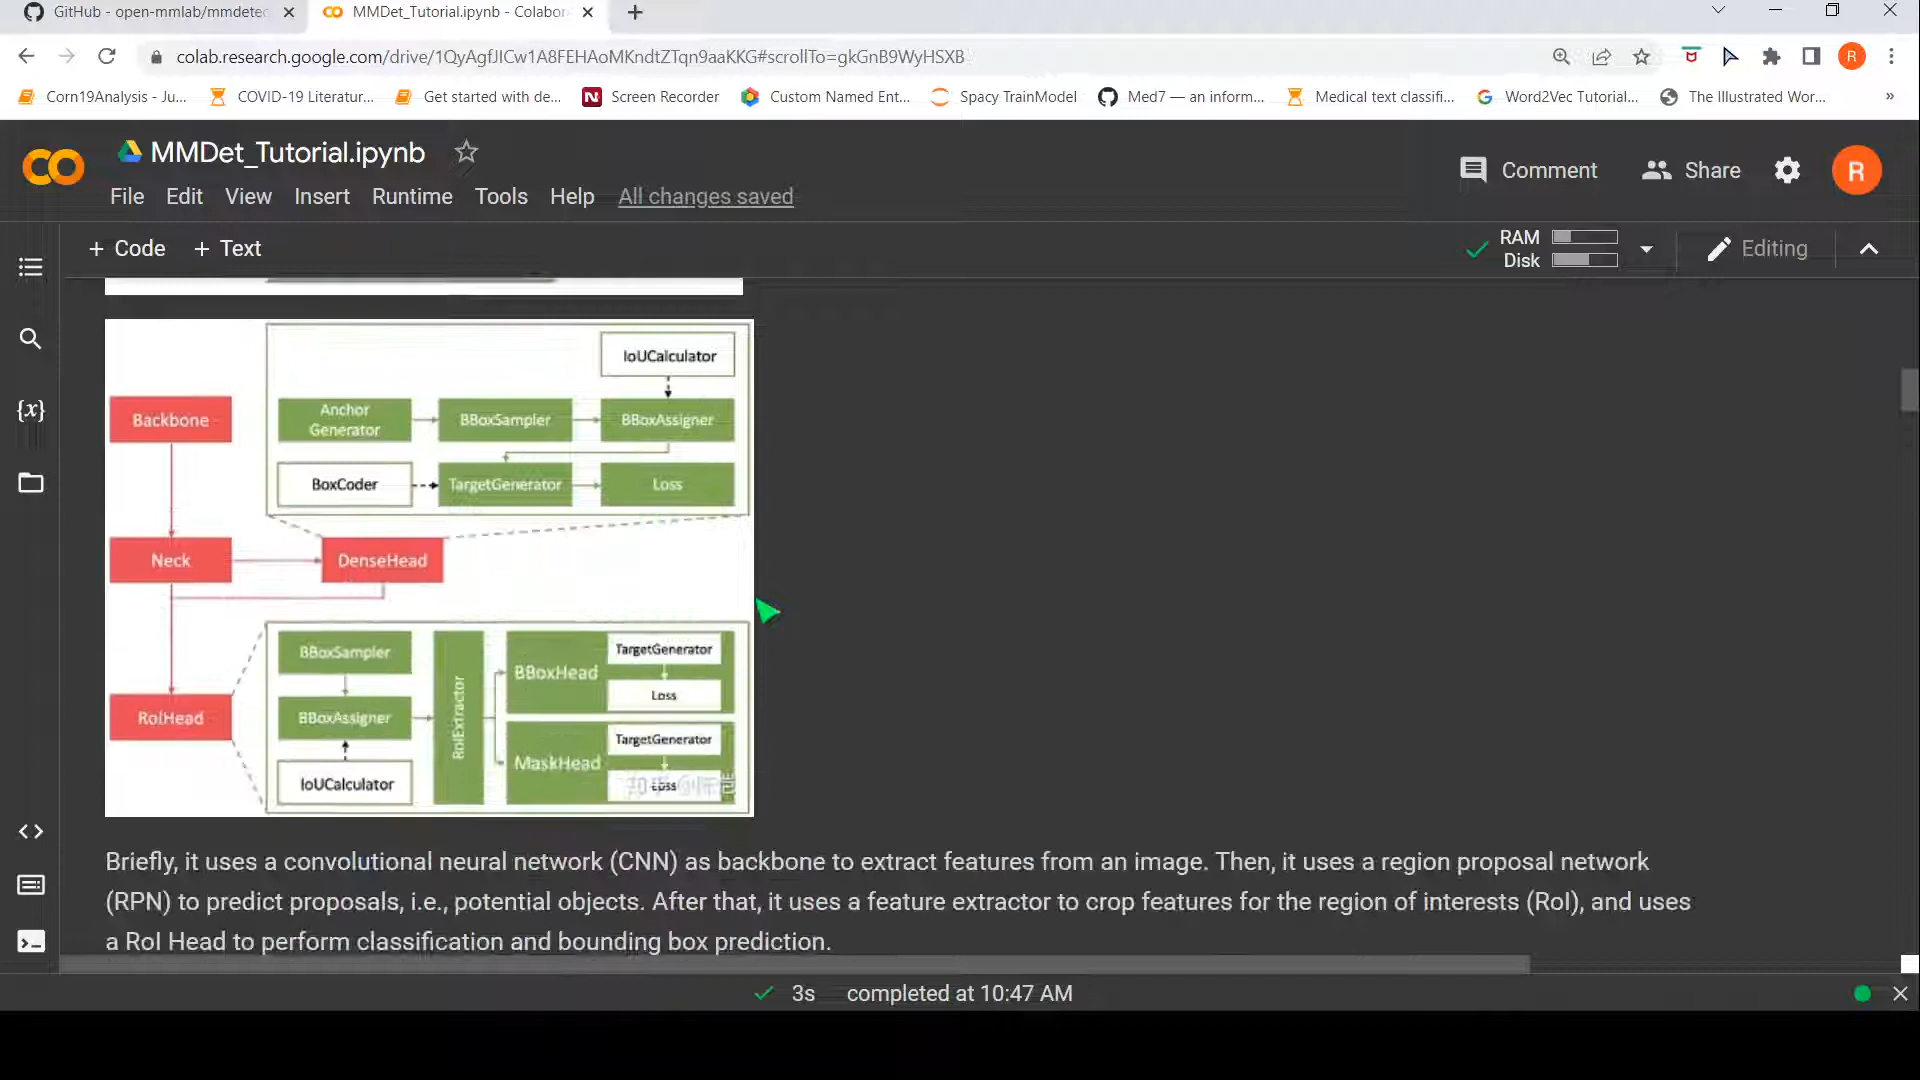 GitHub - open-mmlab/mmdetec
MMDet_Tutorial.ipynb - Colabor
colab.research.google.com/drive/1QyAgfJICw1A8FEHAoMKndtZTqn9aaKKG#scrollTo=gkGnB9WyHSXB
R
Corn19Analysis - Ju...
COVID-19 Literatur...
Get started with de...
N
Screen Recorder
Custom Named Ent...
Spacy TrainModel
Med7 — an inform...
Medical text classifi...
Word2Vec Tutorial...
The Illustrated Wor...
»
CO
MMDet_Tutorial.ipynb
Comment
Share
R
File Edit View Insert Runtime Tools Help All changes saved
+ Code + Text
RAM
Disk
Editing
{x}
IoUCalculator
Backbone
Anchor
Generator
BBoxSampler
BBoxAssigner
BoxCoder
TargetGenerator
Loss
Neck
DenseHead
BBoxSampler
RoIExtractor
BBoxHead
TargetGenerator
Loss
RoIHead
BBoxAssigner
MaskHead
TargetGenerator
Loss
IoUCalculator
Briefly, it uses a convolutional neural network (CNN) as backbone to extract features from an image. Then, it uses a region proposal network
(RPN) to predict proposals, i.e., potential objects. After that, it uses a feature extractor to crop features for the region of interests (RoI), and uses
a RoI Head to perform classification and bounding box prediction.
3s completed at 10:47 AM